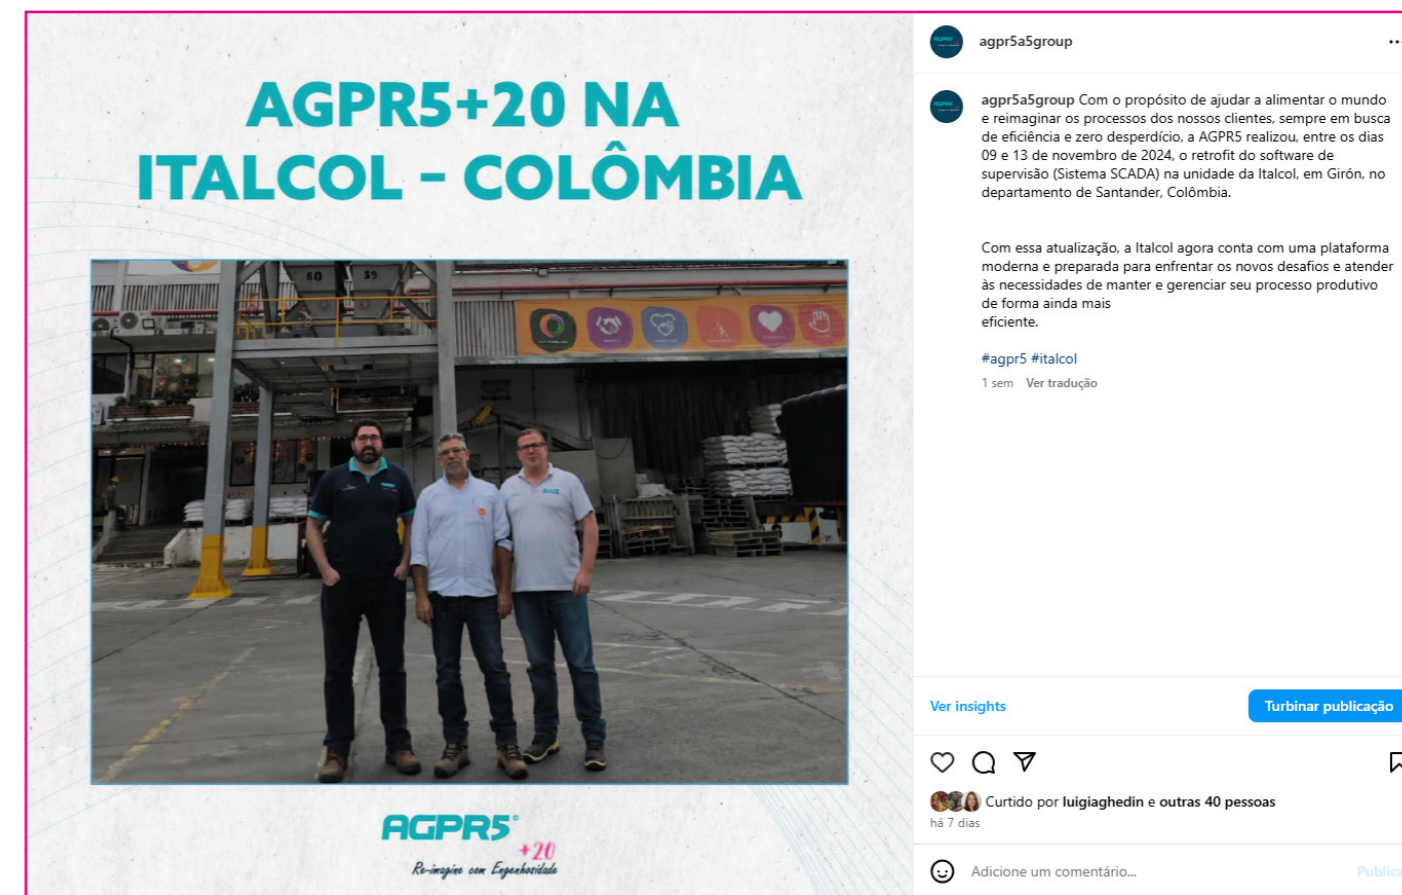 AGPR5+20 NA
ITALCOL - COLÔMBIA
60 59
AGPR5®
+20
Re-imagine com Engenhosidade
agpr5a5group
agpr5a5group Com o propósito de ajudar a alimentar o mundo
e reimaginar os processos dos nossos clientes, sempre em busca
de eficiência e zero desperdício, a AGPR5 realizou, entre os dias
09 e 13 de novembro de 2024, o retrofit do software de
supervisão (Sistema SCADA) na unidade da Italcol, em Girón, no
departamento de Santander, Colômbia.
Com essa atualização, a Italcol agora conta com uma plataforma
moderna e preparada para enfrentar os novos desafios e atender
às necessidades de manter e gerenciar seu processo produtivo
de forma ainda mais
eficiente.
#agpr5 #italcol
1 sem Ver tradução
Ver insights
Turbinar publicação
Curtido por luigiaghedin e outras 40 pessoas
há 7 dias
Adicione um comentário...
Publica